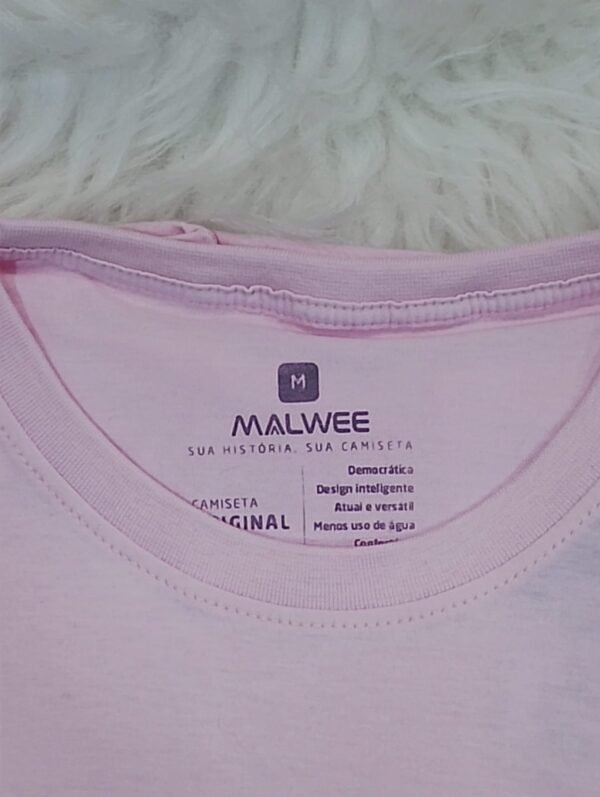 M
MALWEE
SUA HISTÓRIA. SUA CAMISETA
CAMISETA
Democrática
Design inteligente
Atual e versátil
Menos uso de água